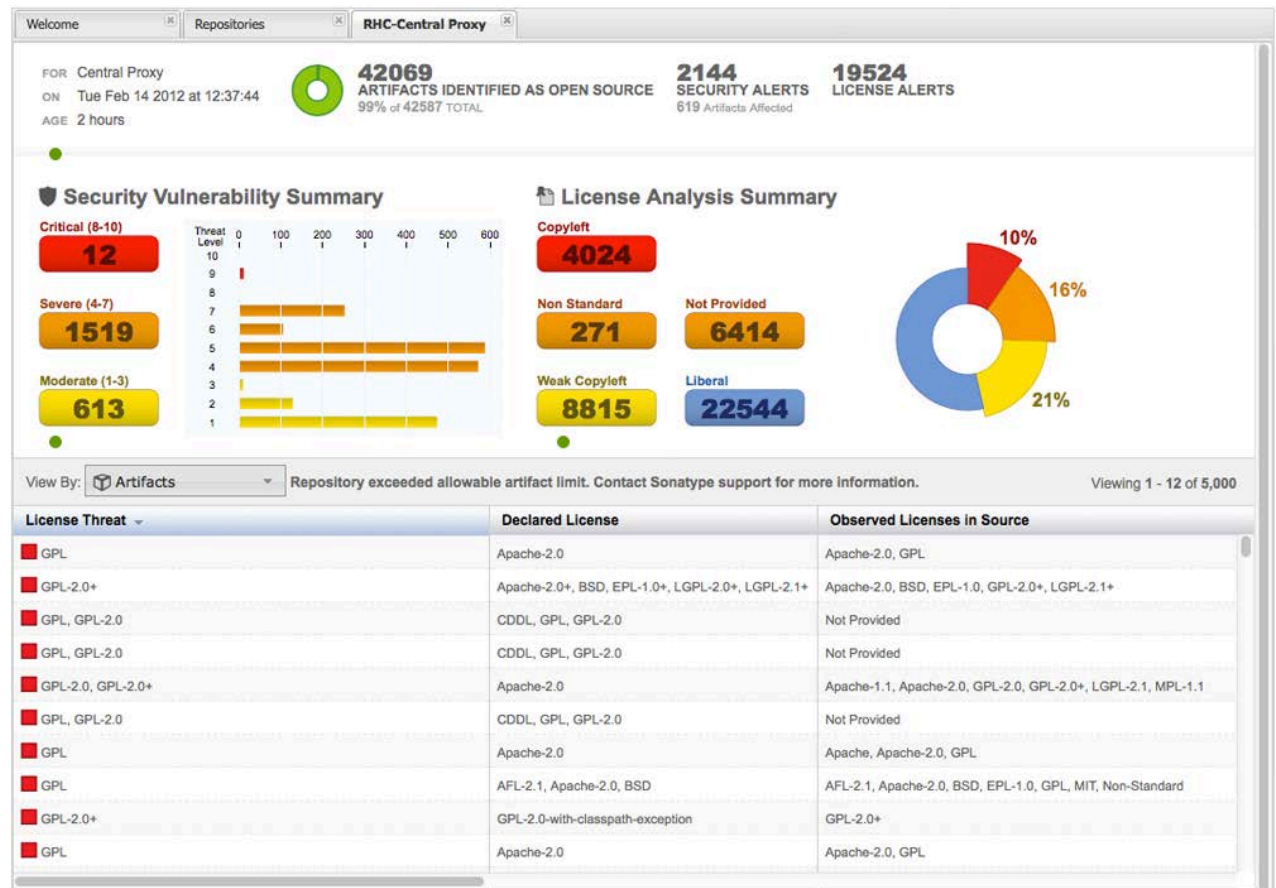 Welcome
Repositories
RHC-Central Proxy
FOR Central Proxy
ON Tue Feb 14 2012 at 12:37:44
AGE 2 hours
42069
ARTIFACTS IDENTIFIED AS OPEN SOURCE
99% of 42587 TOTAL
2144
SECURITY ALERTS
619 Artifacts Affected
19524
LICENSE ALERTS
Security Vulnerability Summary
Critical (8-10)
12
Severe (4-7)
1519
Moderate (1-3)
613
Threat Level
0 100 200 300 400 500 600
10
9
8
7
6
5
4
3
2
1
License Analysis Summary
Copyleft
4024
Non Standard
271
Not Provided
6414
Weak Copyleft
8815
Liberal
22544
10%
16%
21%
View By: Artifacts
Repository exceeded allowable artifact limit. Contact Sonatype support for more information.
Viewing 1 - 12 of 5,000
License Threat Declared License Observed Licenses in Source
GPL Apache-2.0 Apache-2.0, GPL
GPL-2.0+ Apache-2.0+, BSD, EPL-1.0+, LGPL-2.0+, LGPL-2.1+ Apache-2.0, BSD, EPL-1.0, GPL-2.0+, LGPL-2.1+
GPL, GPL-2.0 CDDL, GPL, GPL-2.0 Not Provided
GPL, GPL-2.0 CDDL, GPL, GPL-2.0 Not Provided
GPL-2.0, GPL-2.0+ Apache-2.0 Apache-1.1, Apache-2.0, GPL-2.0, GPL-2.0+, LGPL-2.1, MPL-1.1
GPL, GPL-2.0 CDDL, GPL, GPL-2.0 Not Provided
GPL Apache-2.0 Apache, Apache-2.0, GPL
GPL AFL-2.1, Apache-2.0, BSD AFL-2.1, Apache-2.0, BSD, EPL-1.0, GPL, MIT, Non-Standard
GPL-2.0+ GPL-2.0-with-classpath-exception GPL-2.0+
GPL Apache-2.0 Apache-2.0, GPL